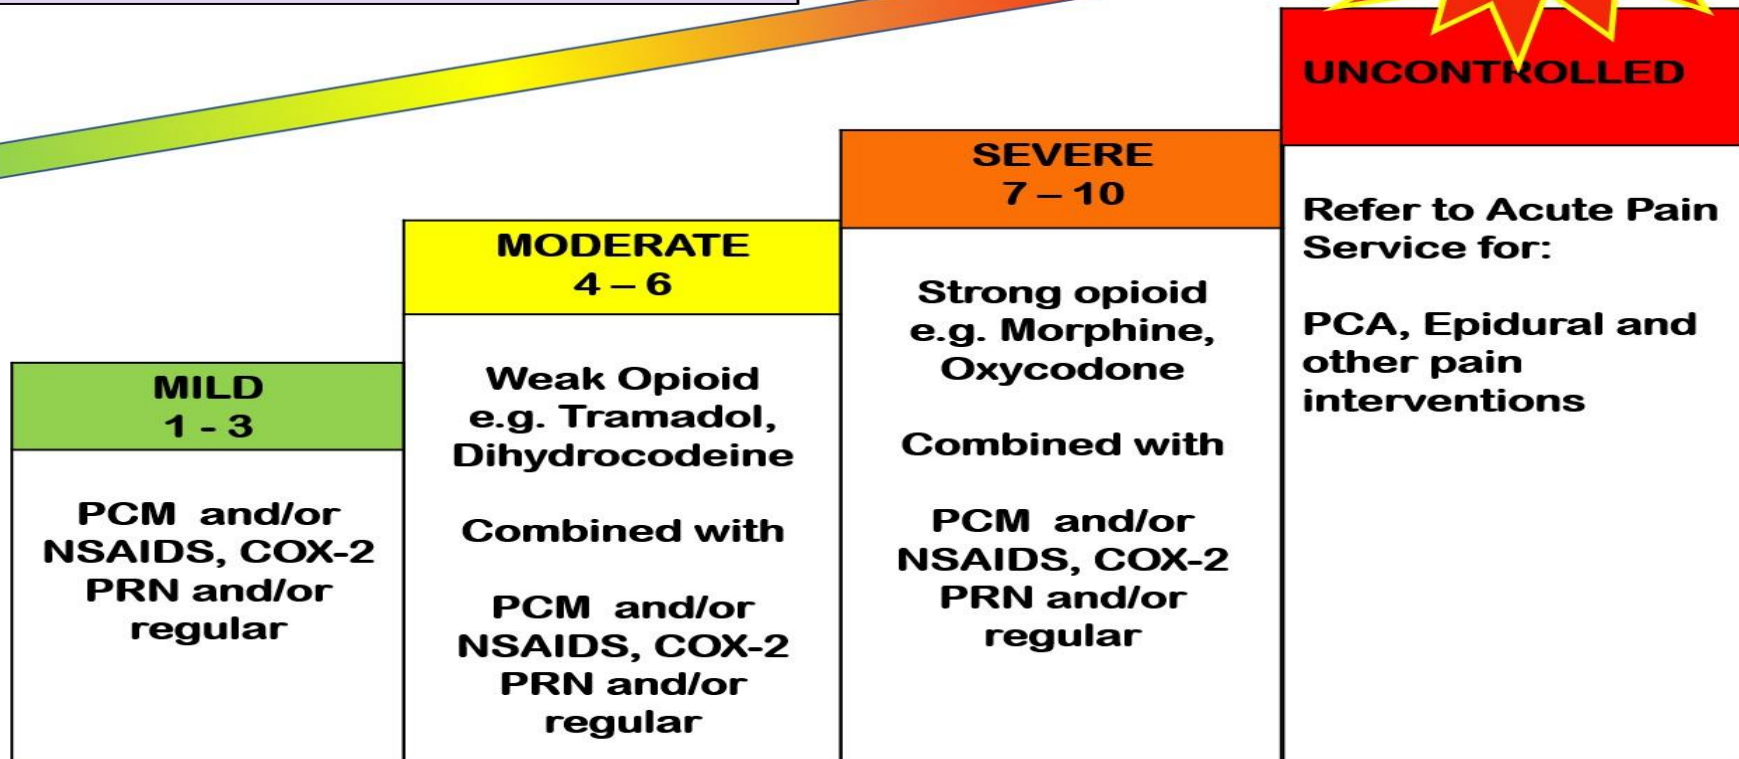 MILD
1 - 3
PCM and/or
NSAIDS, COX-2
PRN and/or
regular
MODERATE
4 – 6
Weak Opioid
e.g. Tramadol,
Dihydrocodeine
Combined with
PCM and/or
NSAIDS, COX-2
PRN and/or
regular
SEVERE
7 – 10
Strong opioid
e.g. Morphine,
Oxycodone
Combined with
PCM and/or
NSAIDS, COX-2
PRN and/or
regular
UNCONTROLLED
Refer to Acute Pain
Service for:
PCA, Epidural and
other pain
interventions